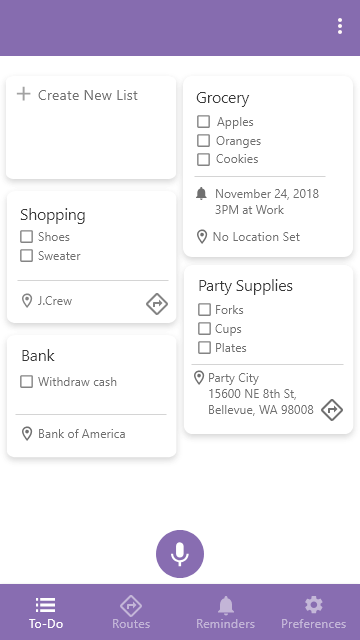 Create New List
Shopping
Shoes
Sweater
J.Crew
Bank
Withdraw cash
Bank of America
Grocery
Apples
Oranges
Cookies
November 24, 2018
3PM at Work
No Location Set
Party Supplies
Forks
Cups
Plates
Party City
15600 NE 8th St,
Bellevue, WA 98008
To-Do
Routes
Reminders
Preferences